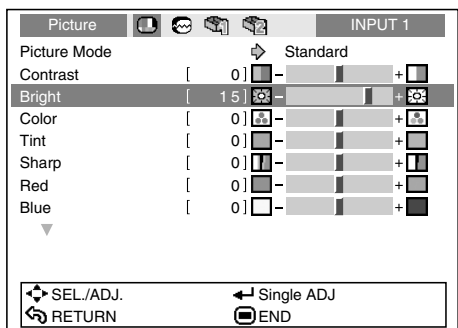 Picture INPUT 1
Picture Mode Standard
Contrast [ 0 ] - +
Bright [ 15 ] - +
Color [ 0 ] - +
Tint [ 0 ] - +
Sharp [ 0 ] - +
Red [ 0 ] - +
Blue [ 0 ] - +
SEL./ADJ. Single ADJ
RETURN END